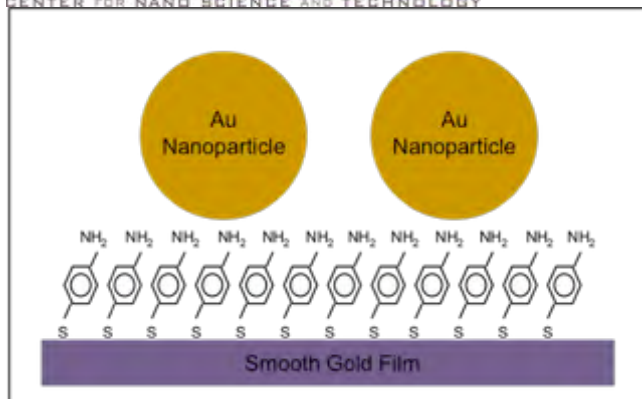 CENTER FOR NANO SCIENCE AND TECHNOLOGY
Au Nanoparticle
Au Nanoparticle
NH₂ NH₂ NH₂ NH₂ NH₂ NH₂ NH₂ NH₂ NH₂ NH₂ NH₂ NH₂
S S S S S S S S S S S S
Smooth Gold Film